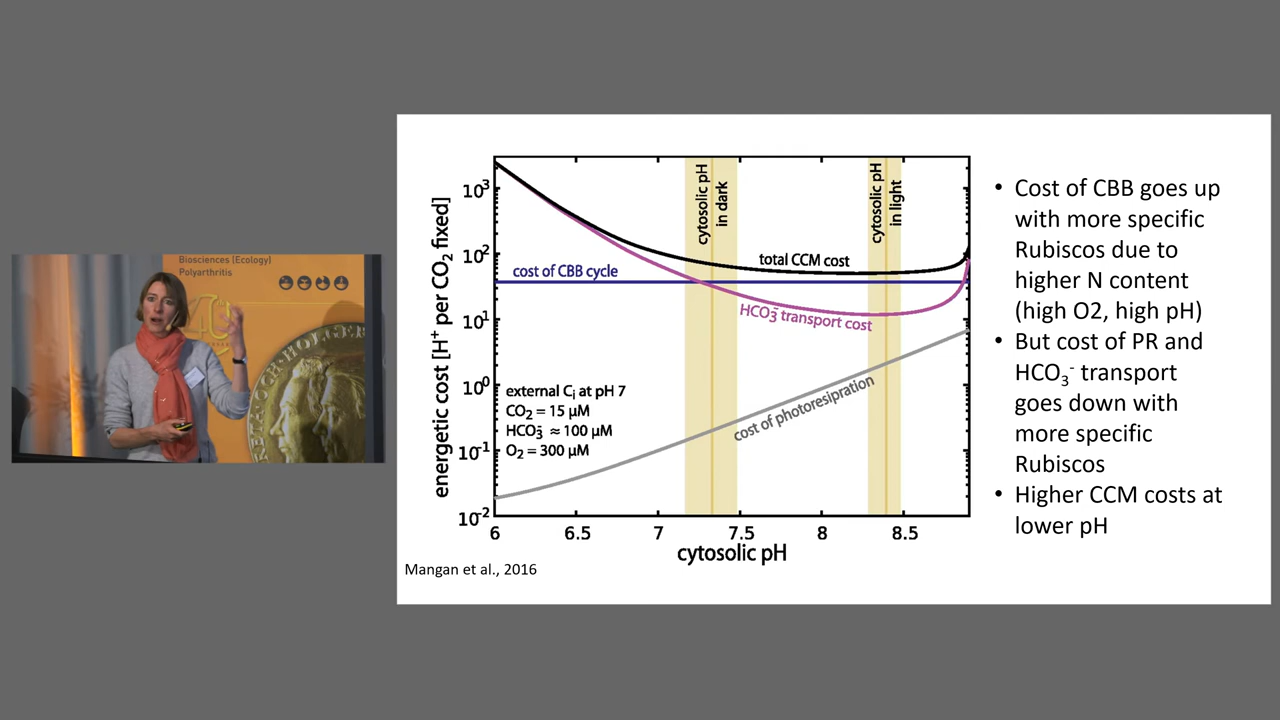 Biosciences [Ecology]
Polyarthritis
RETA·OCH·HOLGER
energetic cost [H⁺ per CO₂ fixed]
10³
10²
10¹
10⁰
10⁻¹
10⁻²
cytosolic pH
in dark
cytosolic pH
in light
total CCM cost
cost of CBB cycle
HCO₃⁻ transport cost
cost of photoresipration
external Cᵢ at pH 7
CO₂ = 15 µM
HCO₃⁻ ≈ 100 µM
O₂ = 300 µM
6 6.5 7 7.5 8 8.5
cytosolic pH
Mangan et al., 2016
• Cost of CBB goes up
with more specific
Rubiscos due to
higher N content
(high O2, high pH)
• But cost of PR and
HCO₃⁻ transport
goes down with
more specific
Rubiscos
• Higher CCM costs at
lower pH